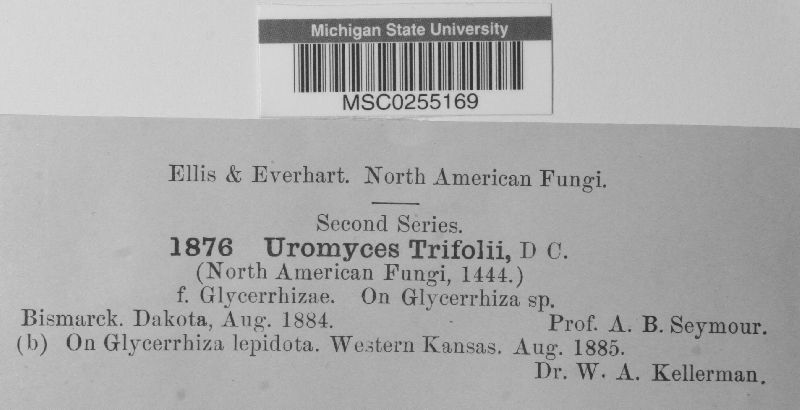 Michigan State University
MSC0255169
Ellis & Everhart. North American Fungi.
Second Series.
1876 Uromyces Trifolii, D C.
(North American Fungi, 1444.)
f. Glycerrhizae. On Glycerrhiza sp.
Bismarck. Dakota, Aug. 1884. Prof. A. B. Seymour.
(b) On Glycerrhiza lepidota. Western Kansas. Aug. 1885.
Dr. W. A. Kellerman.